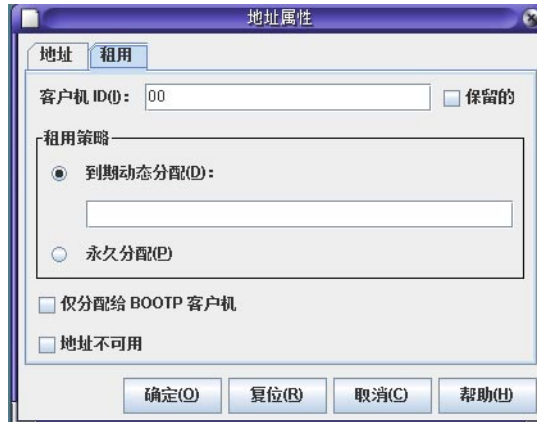 地址属性
地址 租用
客户机 ID(I): 00 保留的
租用策略
到期动态分配(D):
永久分配(P)
仅分配给 BOOTP 客户机
地址不可用
确定(O) 复位(R) 取消(C) 帮助(H)